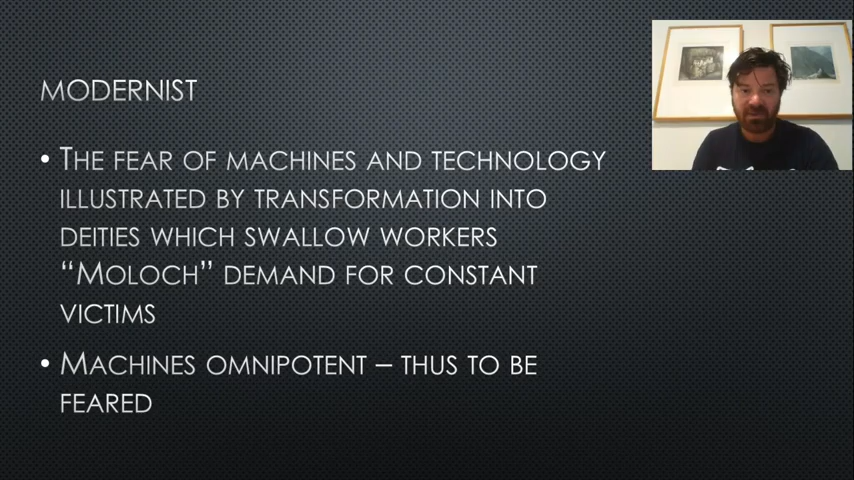 MODERNIST
• THE FEAR OF MACHINES AND TECHNOLOGY
ILLUSTRATED BY TRANSFORMATION INTO
DEITIES WHICH SWALLOW WORKERS
“MOLOCH” DEMAND FOR CONSTANT
VICTIMS
• MACHINES OMNIPOTENT – THUS TO BE
FEARED